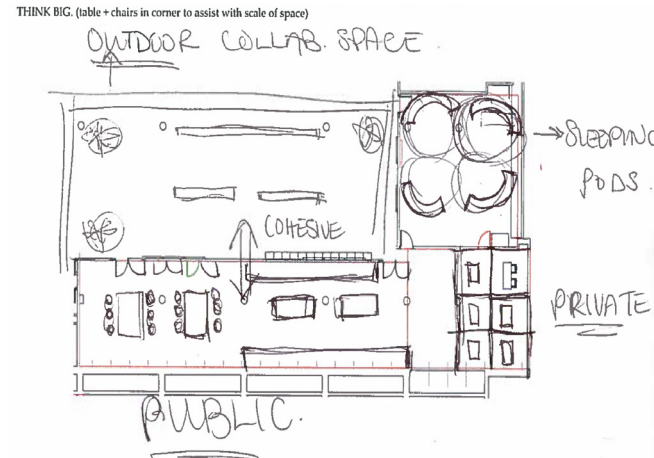 THINK BIG. (table + chairs in corner to assist with scale of space)
OUTDOOR COLLAB. SPACE.
SLEEPING
PODS.
COHESIVE
PRIVATE
PUBLIC.